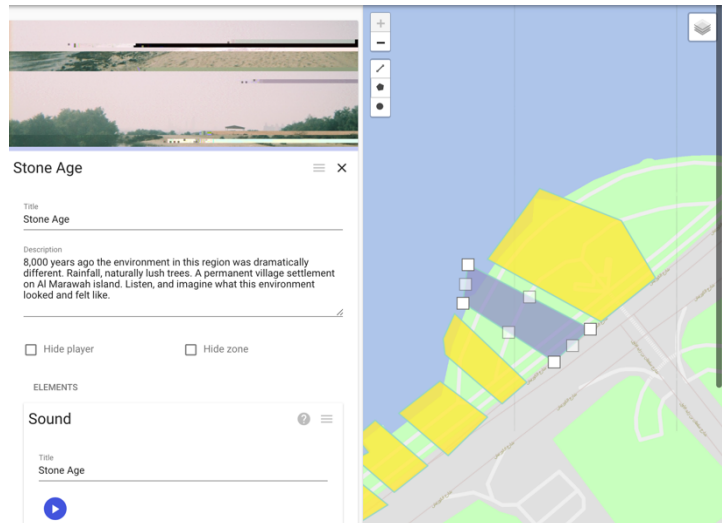 Stone Age
Title
Stone Age
Description
8,000 years ago the environment in this region was dramatically
different. Rainfall, naturally lush trees. A permanent village settlement
on Al Marawah island. Listen, and imagine what this environment
looked and felt like.
Hide player
Hide zone
ELEMENTS
Sound
?
Title
Stone Age